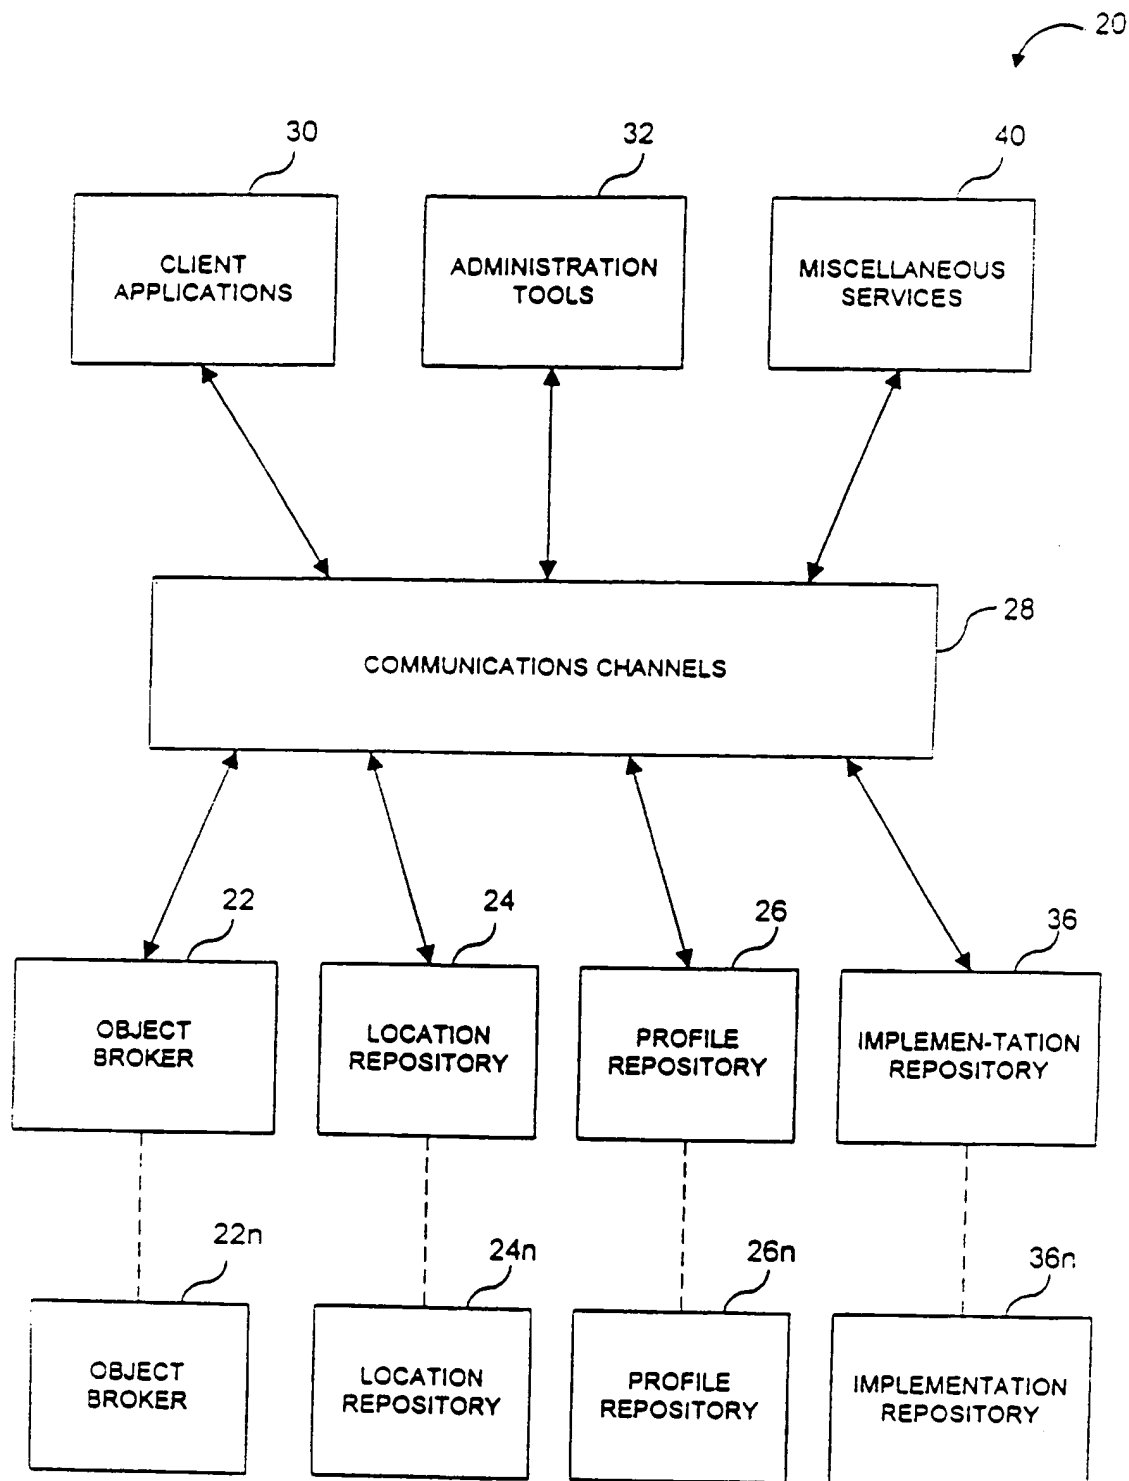 20
30
32
40
CLIENT
APPLICATIONS
ADMINISTRATION
TOOLS
MISCELLANEOUS
SERVICES
28
COMMUNICATIONS CHANNELS
22
24
26
36
OBJECT
BROKER
LOCATION
REPOSITORY
PROFILE
REPOSITORY
IMPLEMEN-TATION
REPOSITORY
22n
24n
26n
36n
OBJECT
BROKER
LOCATION
REPOSITORY
PROFILE
REPOSITORY
IMPLEMENTATION
REPOSITORY